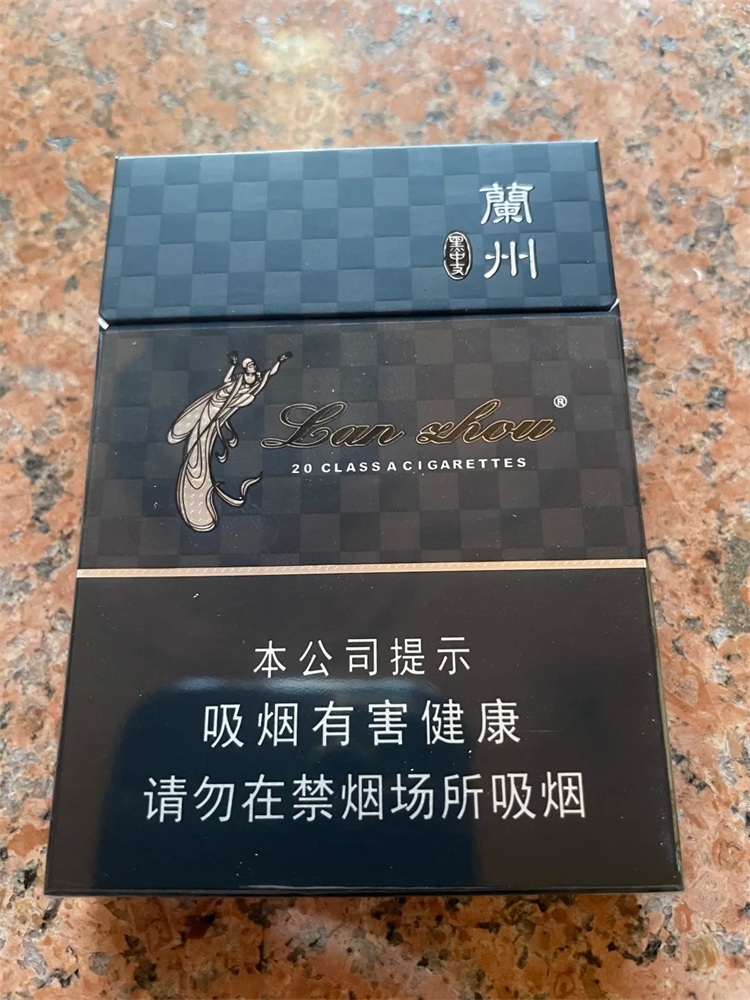 蘭州
黑中支
Lan zhou®
20 CLASS A CIGARETTES
本公司提示
吸烟有害健康
请勿在禁烟场所吸烟